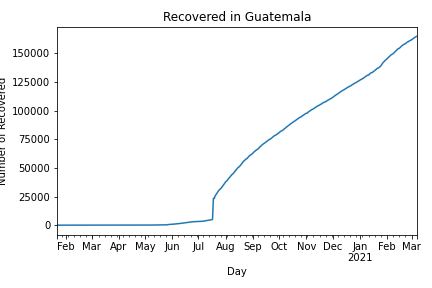 Recovered in Guatemala
Number of Recovered
150000
125000
100000
75000
50000
25000
0
Feb Mar Apr May Jun Jul Aug Sep Oct Nov Dec Jan Feb Mar
2021
Day